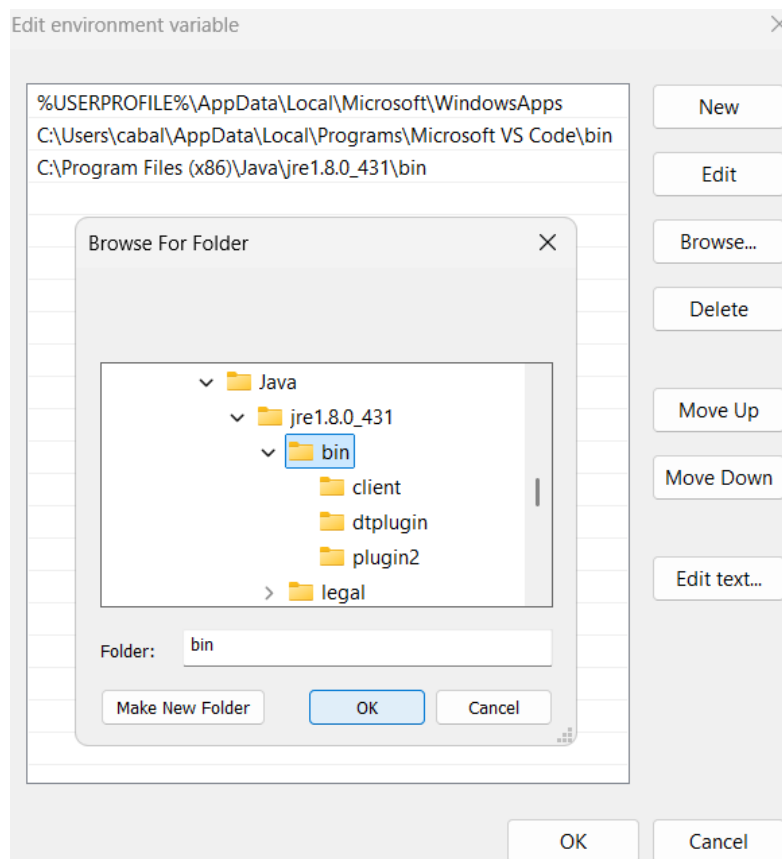 Edit environment variable
%USERPROFILE%\AppData\Local\Microsoft\WindowsApps
C:\Users\cabal\AppData\Local\Programs\Microsoft VS Code\bin
C:\Program Files (x86)\Java\jre1.8.0_431\bin
New
Edit
Browse...
Delete
Move Up
Move Down
Edit text...
Browse For Folder
Java
jre1.8.0_431
bin
client
dtplugin
plugin2
legal
Folder: bin
Make New Folder OK Cancel
OK Cancel